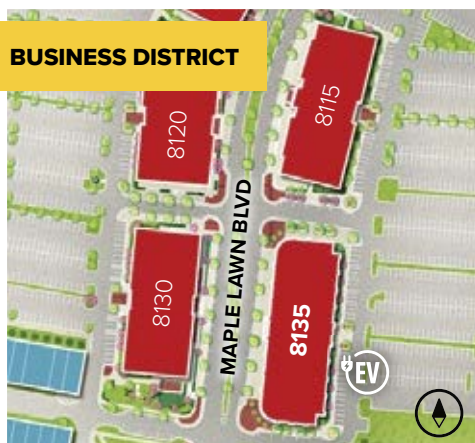 BUSINESS DISTRICT
8120
8115
MAPLE LAWN BLVD
8130
8135
EV